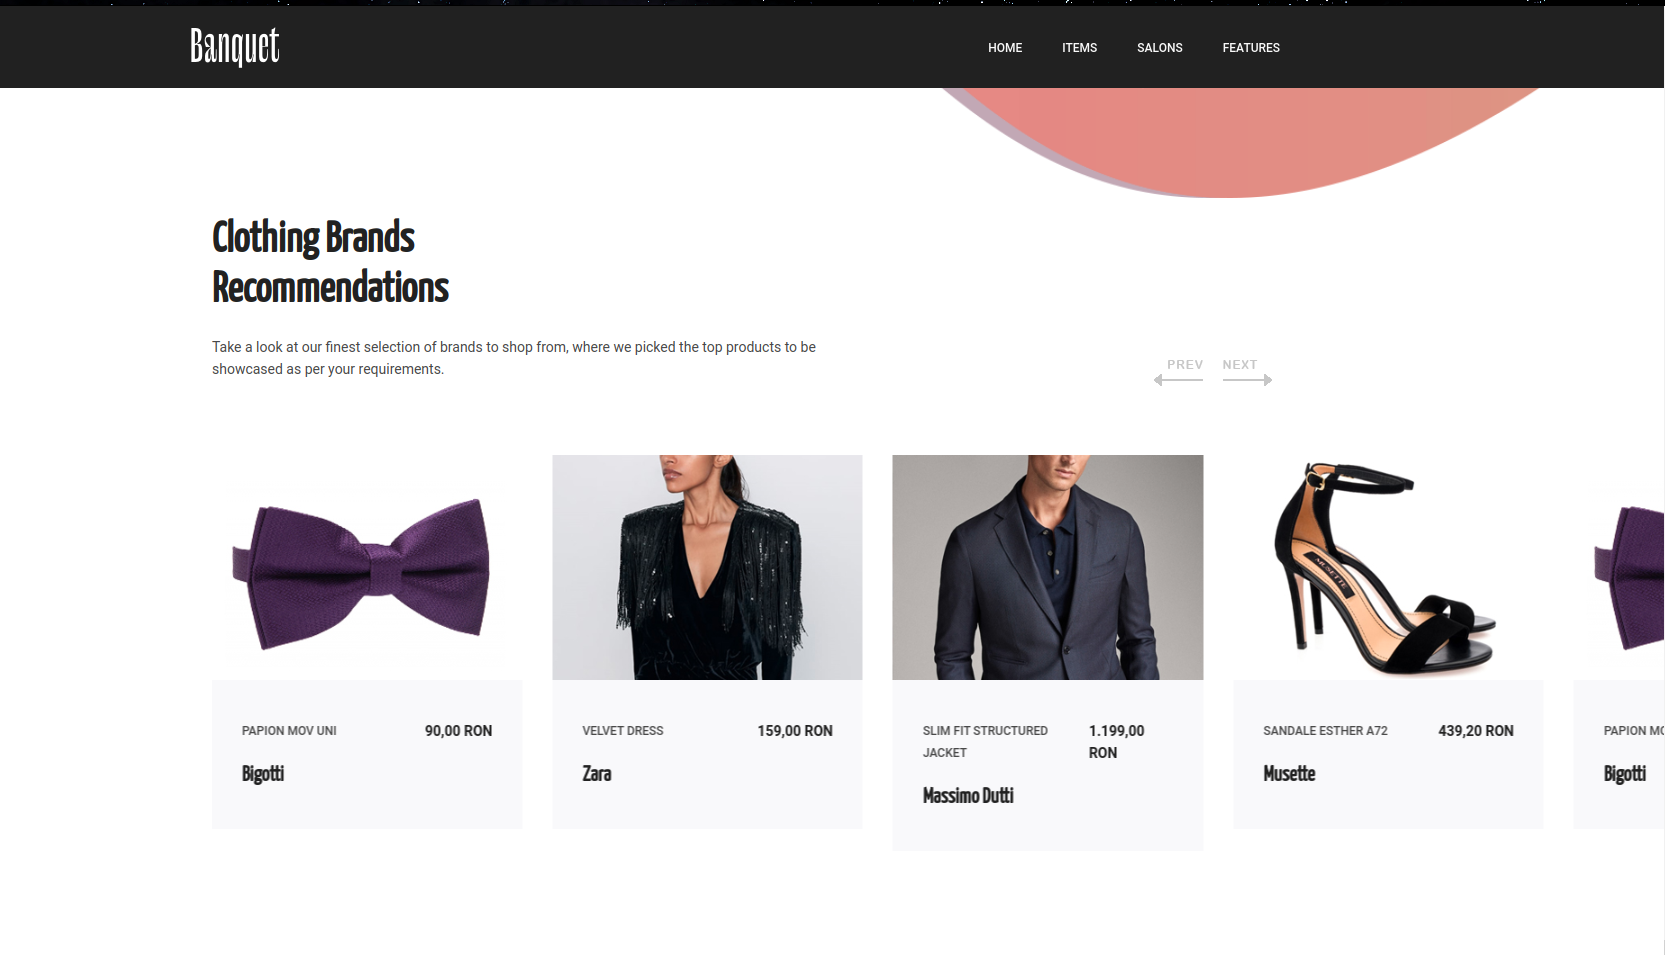 Banquet
HOME ITEMS SALONS FEATURES
Clothing Brands
Recommendations
Take a look at our finest selection of brands to shop from, where we picked the top products to be
showcased as per your requirements.
PREV NEXT
MUSETTE
PAPION MOV UNI 90,00 RON
Bigotti
VELVET DRESS 159,00 RON
Zara
SLIM FIT STRUCTURED 1.199,00
JACKET RON
Massimo Dutti
SANDALE ESTHER A72 439,20 RON
Musette
PAPION
Bigotti